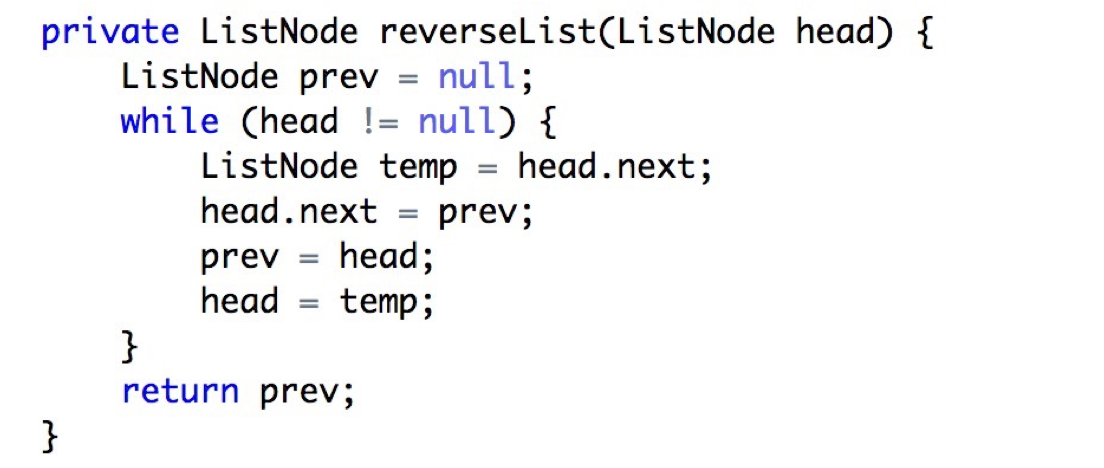 private ListNode reverseList(ListNode head) {
    ListNode prev = null;
    while (head != null) {
        ListNode temp = head.next;
        head.next = prev;
        prev = head;
        head = temp;
    }
    return prev;
}